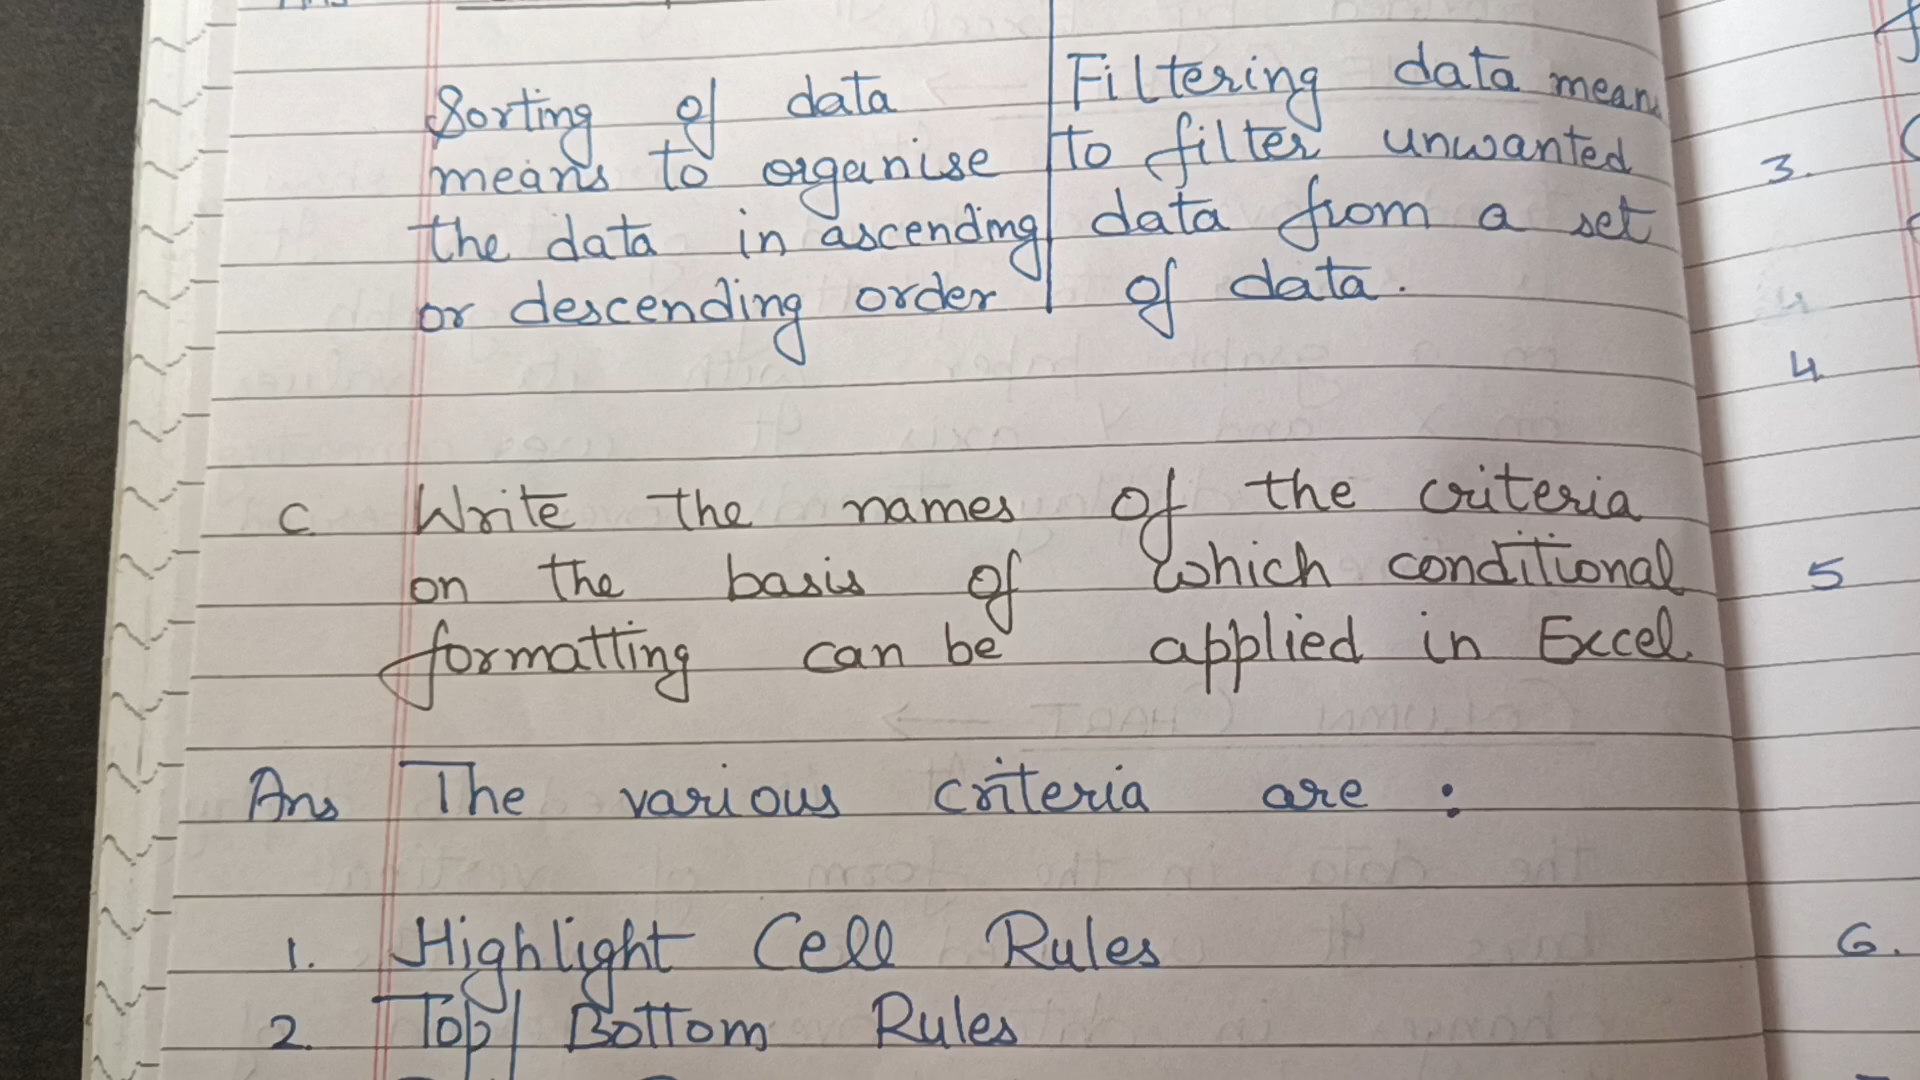 Sorting of data
means to organise
the data in ascending
or descending order
Filtering data means
to filter unwanted
data from a set
of data.
c. Write the names of the criteria
on the basis of which conditional
formatting can be applied in Excel.
Ans The various criteria are :
1. Highlight Cell Rules
2. Top/ Bottom Rules
3.
4.
5
6.